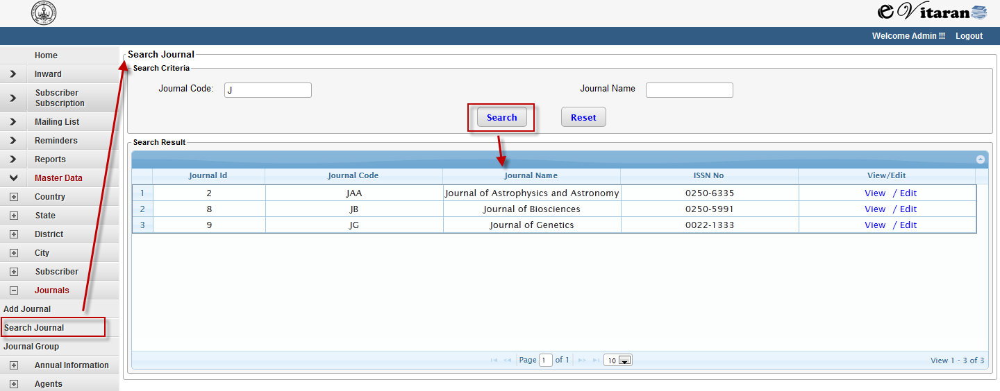 e Vitaran
Welcome Admin !!! Logout
Home
Inward
Subscriber
Subscription
Mailing List
Reminders
Reports
Master Data
Country
State
District
City
Subscriber
Journals
Add Journal
Search Journal
Journal Group
Annual Information
Agents
Search Journal
Search Criteria
Journal Code: J Journal Name
Search Reset
Search Result
Journal Id Journal Code Journal Name ISSN No View/Edit
1 2 JAA Journal of Astrophysics and Astronomy 0250-6335 View / Edit
2 8 JB Journal of Biosciences 0250-5991 View / Edit
3 9 JG Journal of Genetics 0022-1333 View / Edit
Page 1 of 1 10 View 1 - 3 of 3